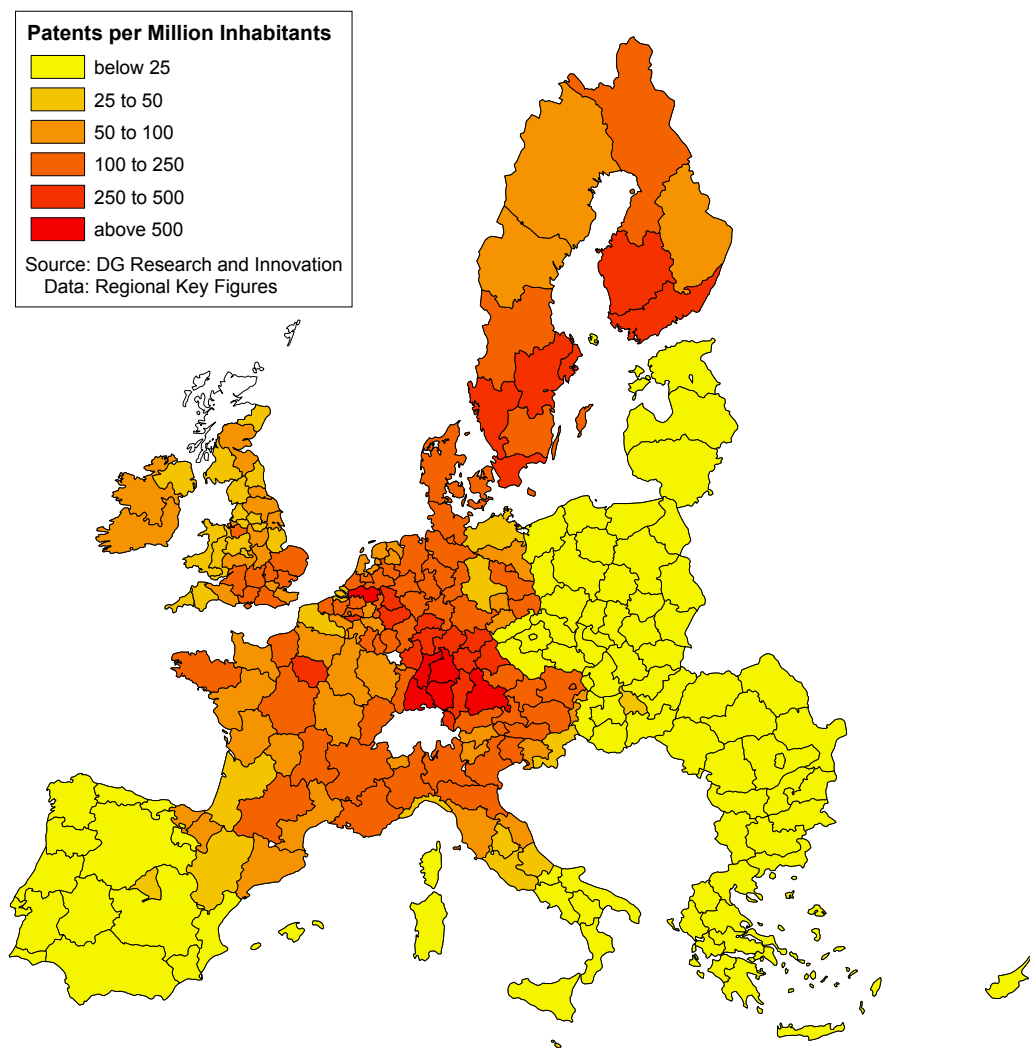 Patents per Million Inhabitants
below 25
25 to 50
50 to 100
100 to 250
250 to 500
above 500
Source: DG Research and Innovation
Data: Regional Key Figures